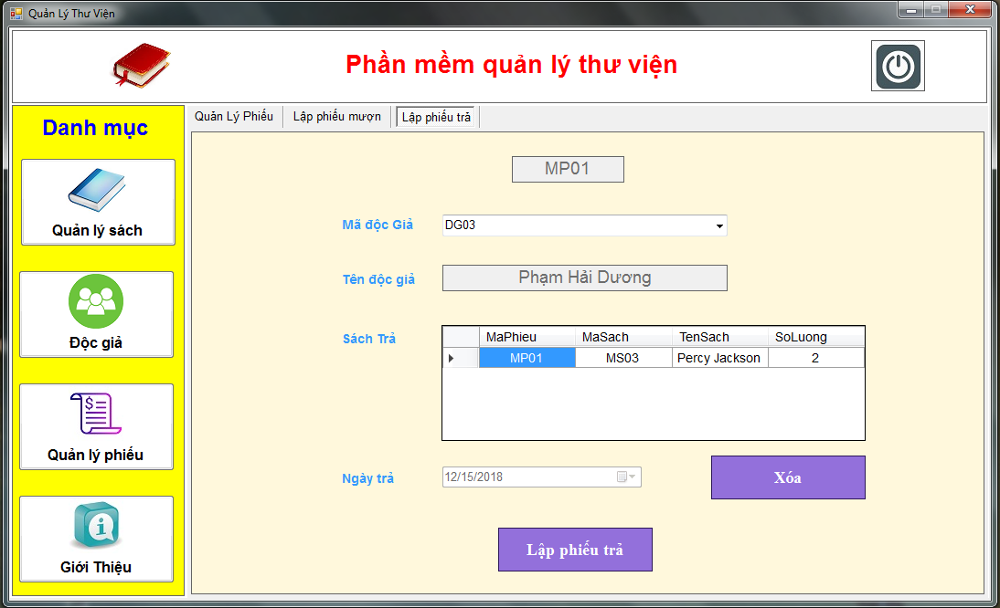 Quản Lý Thư Viện
Phần mềm quản lý thư viện
Danh mục
Quản lý sách
Độc giả
Quản lý phiếu
Giới Thiệu
Quản Lý Phiếu Lập phiếu mượn Lập phiếu trả
MP01
Mã độc Giả DG03
Tên độc giả Phạm Hải Dương
Sách Trả
MaPhieu MaSach TenSach SoLuong
MP01 MS03 Percy Jackson 2
Ngày trả 12/15/2018
Xóa
Lập phiếu trả